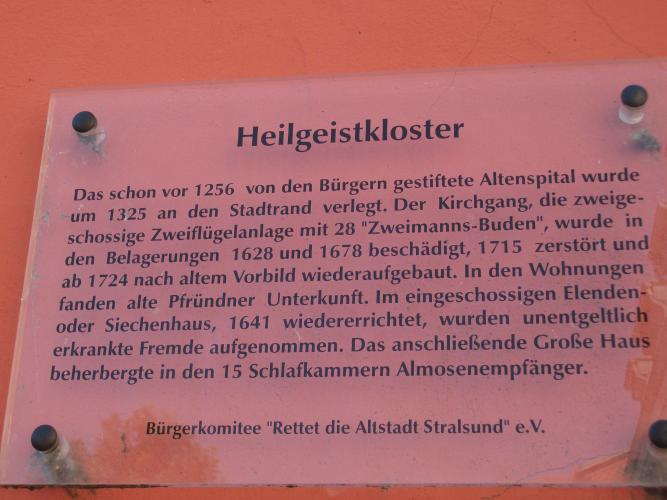 Heilgeistkloster
Das schon vor 1256 von den Bürgern gestiftete Altenspital wurde
um 1325 an den Stadtrand verlegt. Der Kirchgang, die zweige-
schossige Zweiflügelanlage mit 28 "Zweimanns-Buden", wurde in
den Belagerungen 1628 und 1678 beschädigt, 1715 zerstört und
ab 1724 nach altem Vorbild wiederaufgebaut. In den Wohnungen
fanden alte Pfründner Unterkunft. Im eingeschossigen Elenden-
oder Siechenhaus, 1641 wiedererrichtet, wurden unentgeltlich
erkrankte Fremde aufgenommen. Das anschließende Große Haus
beherbergte in den 15 Schlafkammern Almosenempfänger.
Bürgerkomitee "Rettet die Altstadt Stralsund" e.V.